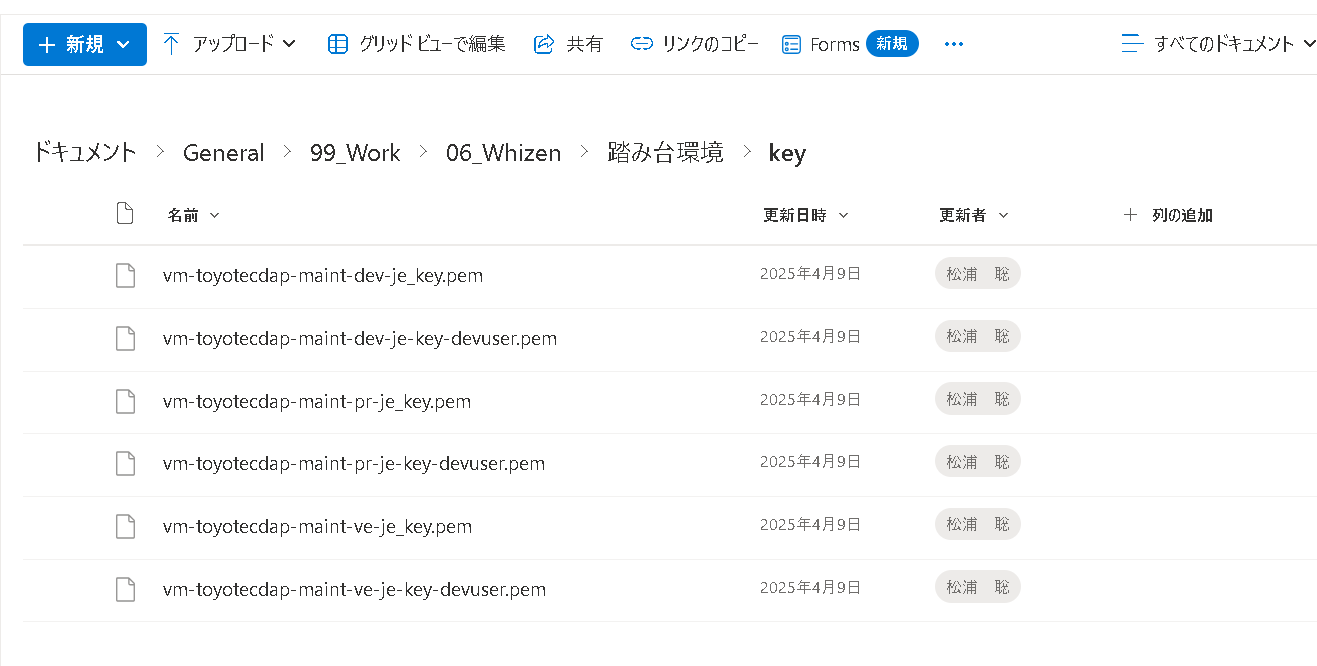 新規 アップロード グリッド ビューで編集 共有 リンクのコピー Forms 新規 ··· すべてのドキュメント
ドキュメント > General > 99_Work > 06_Whizen > 踏み台環境 > key
名前 更新日時 更新者 + 列の追加
vm-toyotecdap-maint-dev-je_key.pem 2025年4月9日 松浦 聡
vm-toyotecdap-maint-dev-je-key-devuser.pem 2025年4月9日 松浦 聡
vm-toyotecdap-maint-pr-je_key.pem 2025年4月9日 松浦 聡
vm-toyotecdap-maint-pr-je-key-devuser.pem 2025年4月9日 松浦 聡
vm-toyotecdap-maint-ve-je_key.pem 2025年4月9日 松浦 聡
vm-toyotecdap-maint-ve-je-key-devuser.pem 2025年4月9日 松浦 聡